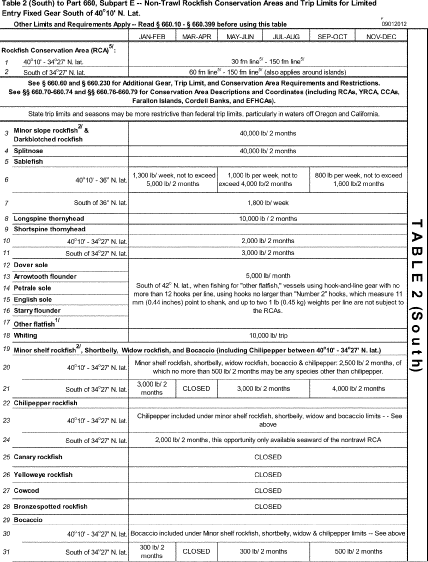 Table 2 (South) to Part 660, Subpart E -- Non-Trawl Rockfish Conservation Areas and Trip Limits for Limited
Entry Fixed Gear South of 40°10' N. Lat.
Other Limits and Requirements Apply -- Read § 660.10 - § 660.399 before using this table
09012012
JAN-FEB MAR-APR MAY-JUN JUL-AUG SEP-OCT NOV-DEC
Rockfish Conservation Area (RCA)5/:
1 40°10' - 34°27' N. lat. 30 fm line6/ - 150 fm line6/
2 South of 34°27' N. lat. 60 fm line6/ - 150 fm line6/ (also applies around islands)
See § 660.60 and § 660.230 for Additional Gear, Trip Limit, and Conservation Area Requirements and Restrictions.
See §§ 660.70-660.74 and §§ 660.76-660.79 for Conservation Area Descriptions and Coordinates (including RCAs, YRCA, CCAs,
Farallon Islands, Cordell Banks, and EFHCAs).
State trip limits and seasons may be more restrictive than federal trip limits, particularly in waters off Oregon and California.
3 Minor slope rockfish2/ &
Darkblotched rockfish
40,000 lb/ 2 months
4 Splitnose 40,000 lb/ 2 months
5 Sablefish
6 40°10' - 36° N. lat. 1,300 lb/ week, not to exceed 1,000 lb/ per week, not to 800 lb/ per week, not to exceed
5,000 lb/ 2 months exceed 4,000 lb/2 months 1,600 lb/2 months
7 South of 36° N. lat. 1,800 lb/ week
8 Longspine thornyhead 10,000 lb / 2 months
9 Shortspine thornyhead
10 40°10' - 34°27' N. lat. 2,000 lb/ 2 months
11 South of 34°27' N. lat. 3,000 lb/ 2 months
12 Dover sole
13 Arrowtooth flounder
14 Petrale sole
15 English sole
16 Starry flounder
17 Other flatfish1/
5,000 lb/ month
South of 42° N. lat., when fishing for "other flatfish," vessels using hook-and-line gear with no
more than 12 hooks per line, using hooks no larger than "Number 2" hooks, which measure 11
mm (0.44 inches) point to shank, and up to two 1 lb (0.45 kg) weights per line are not subject to
the RCAs.
18 Whiting 10,000 lb/ trip
19 Minor shelf rockfish2/, Shortbelly, Widow rockfish, and Bocaccio (including Chilipepper between 40°10' - 34°27' N. lat.)
20 40°10' - 34°27' N. lat. Minor shelf rockfish, shortbelly, widow rockfish, bocaccio & chilipepper: 2,500 lb/ 2 months, of
which no more than 500 lb/ 2 months may be any species other than chilipepper.
21 South of 34°27' N. lat. 3,000 lb/ 2 months CLOSED 3,000 lb/ 2 months 4,000 lb/ 2 months
22 Chilipepper rockfish
23 40°10' - 34°27' N. lat. Chilipepper included under minor shelf rockfish, shortbelly, widow and bocaccio limits - - See
above
24 South of 34°27' N. lat. 2,000 lb/ 2 months, this opportunity only available seaward of the nontrawl RCA
25 Canary rockfish CLOSED
26 Yelloweye rockfish CLOSED
27 Cowcod CLOSED
28 Bronzespotted rockfish CLOSED
29 Bocaccio
30 40°10' - 34°27' N. lat. Bocaccio included under Minor shelf rockfish, shortbelly, widow & chilipepper limits -- See above
31 South of 34°27' N. lat. 300 lb/ 2 months CLOSED 300 lb/ 2 months 500 lb/ 2 months
TABLE 2 (South)